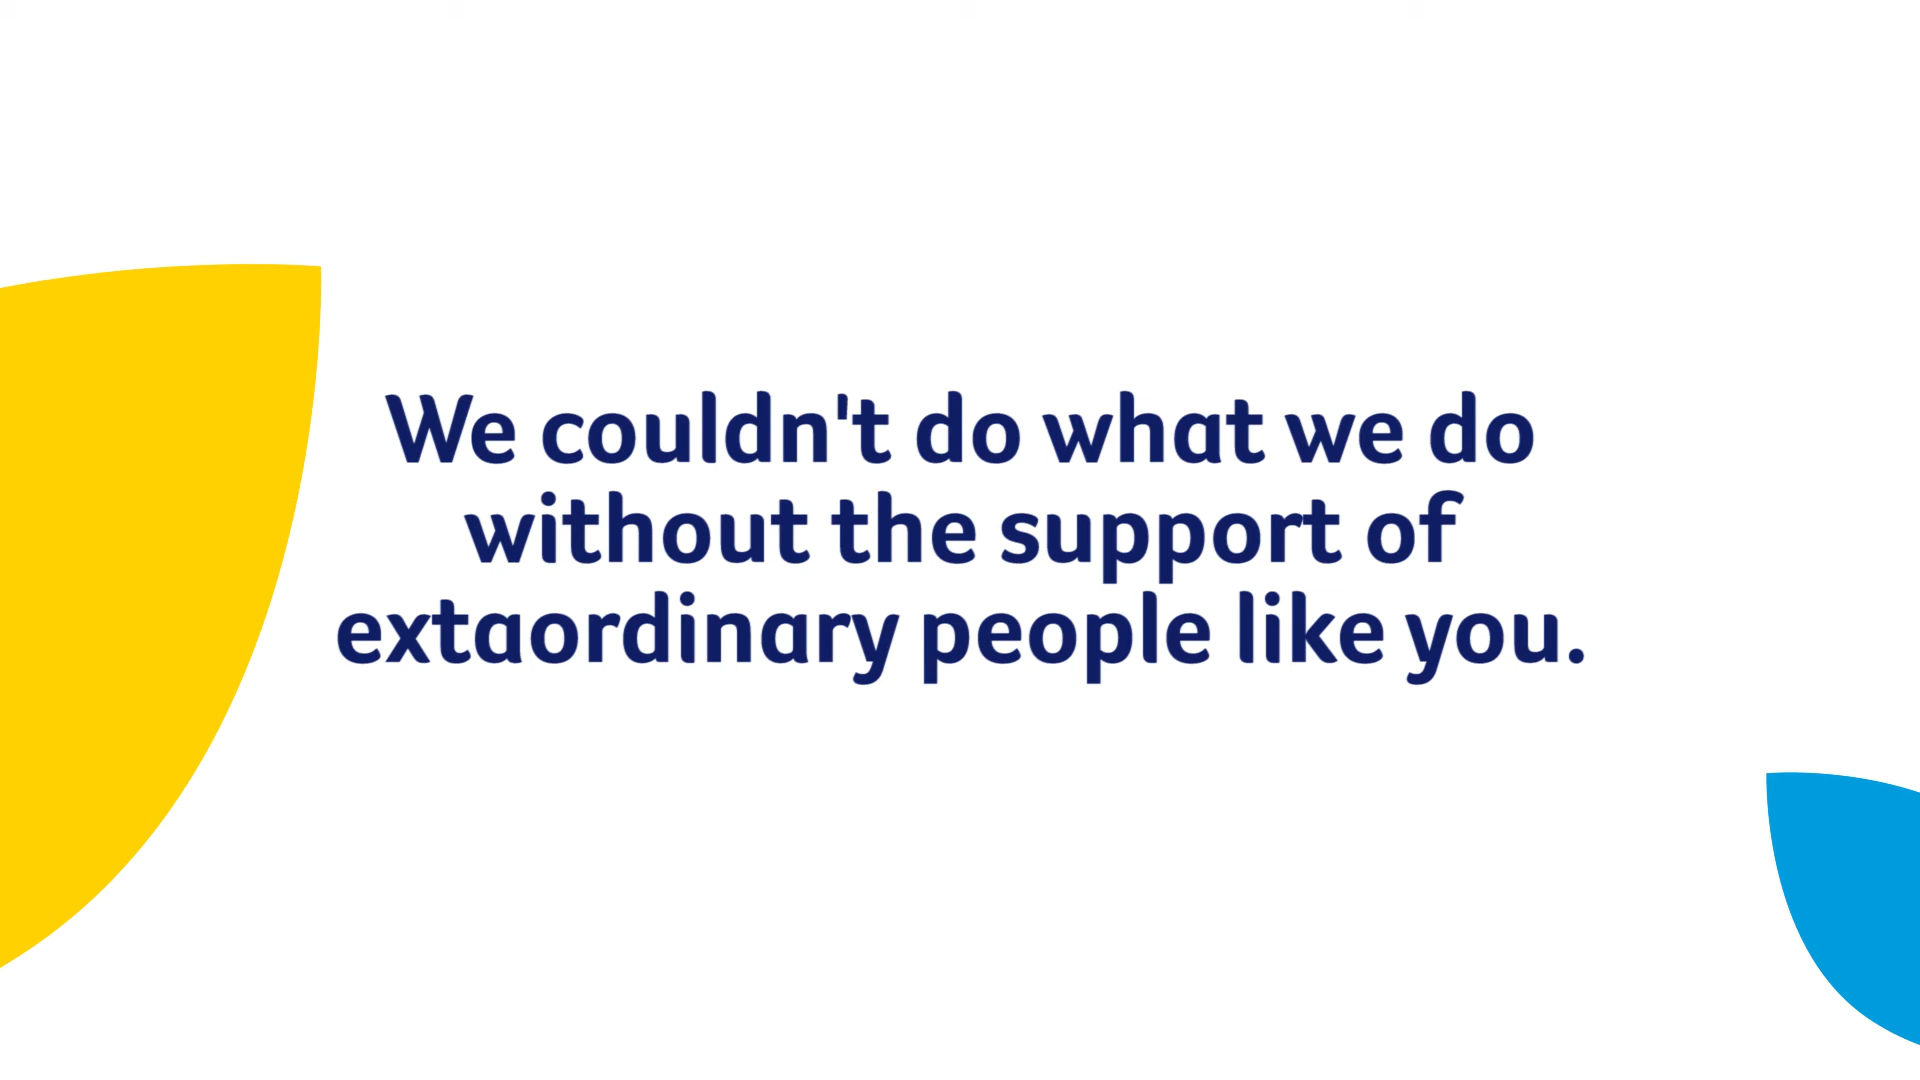 We couldn't do what we do
without the support of
extaordinary people like you.